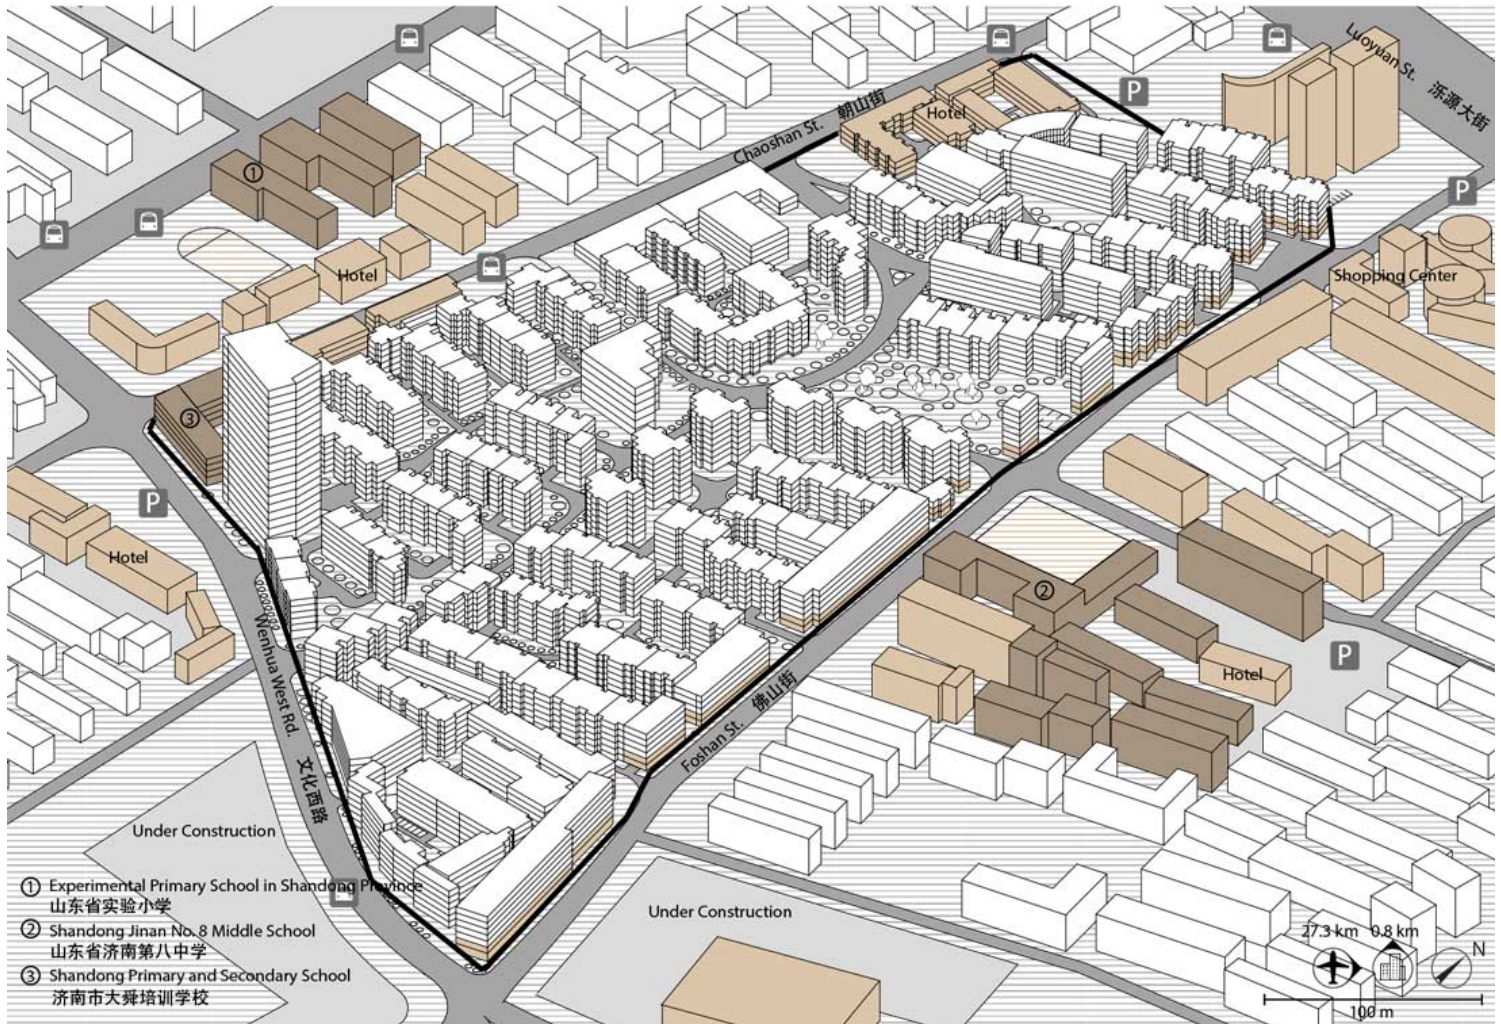 Luoyuan St. 泺源大街
P
Hotel
Chaoshan St. 朝山街
①
P
Hotel
Shopping Center
③
P
Hotel
②
P
Hotel
Wenhua West Rd. 文化西路
Foshan St. 佛山街
Under Construction
Under Construction
① Experimental Primary School in Shandong Province
山东省实验小学
② Shandong Jinan No. 8 Middle School
山东省济南第八中学
③ Shandong Primary and Secondary School
济南市大舜培训学校
27.3 km 0.8 km
N
100 m